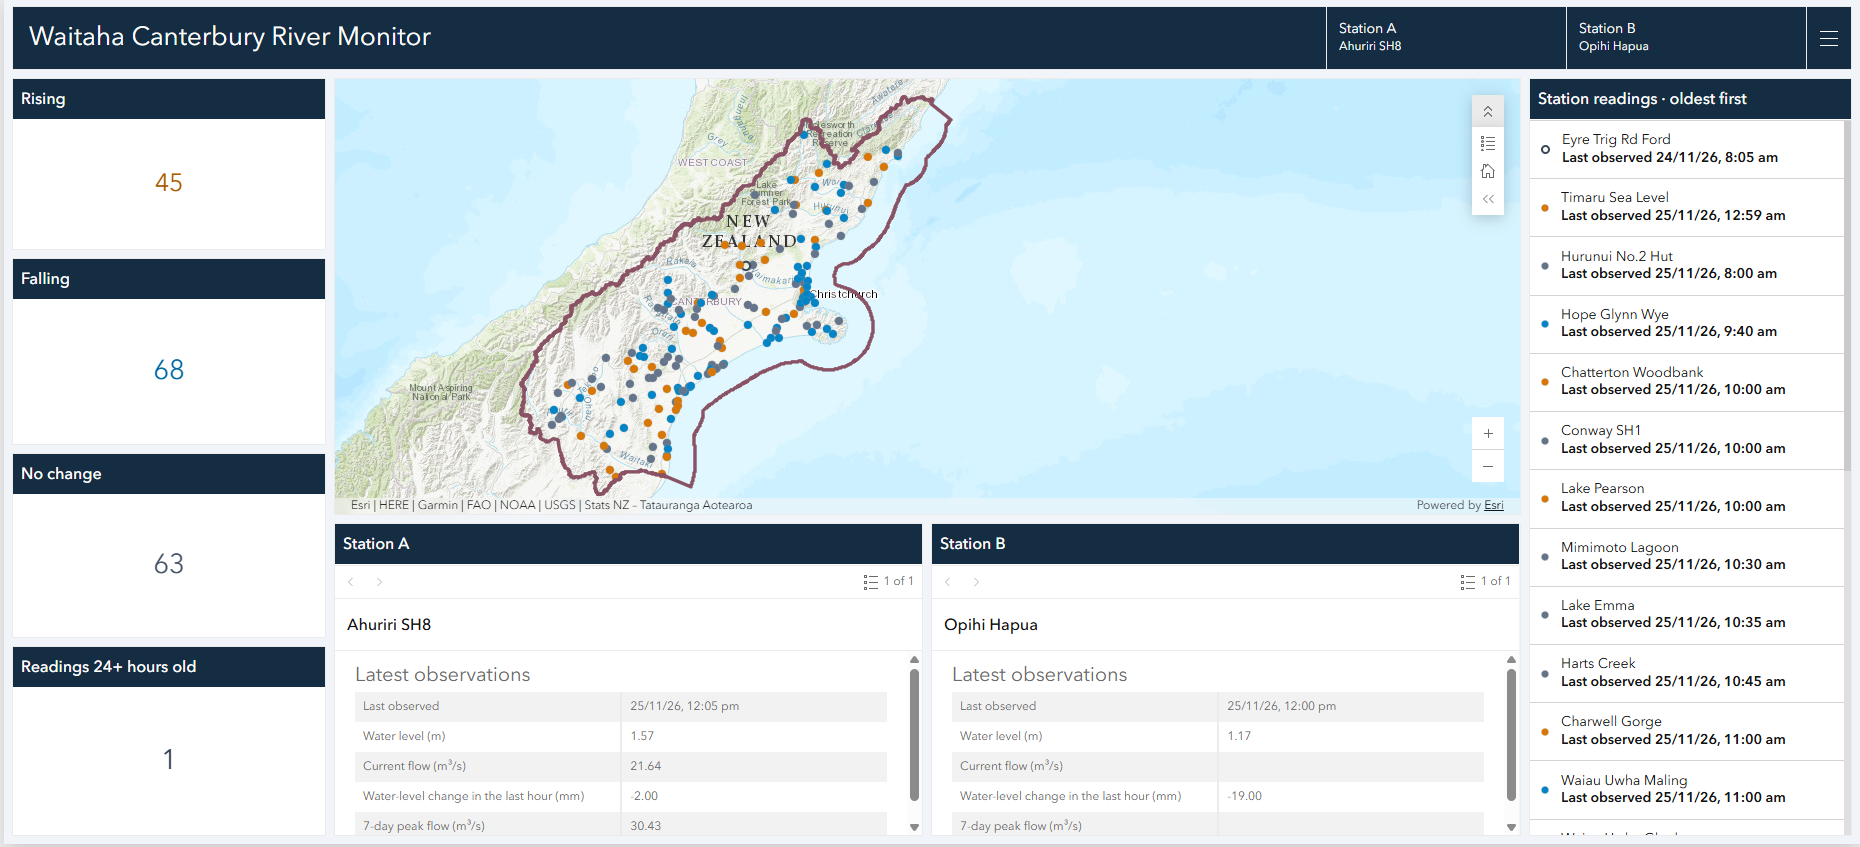 Waitaha Canterbury River Monitor
Station A
Ahuriri SH8
Station B
Opihi Hapua
Rising
45
Falling
68
No change
63
Readings 24+ hours old
1
WEST COAST
Grey
Lake
Sumner
Forest Park
Hurunui
NEW
ZEALAND
Rakaia
CANTERBURY
Christchurch
Mount Aspiring
National Park
Waitaki
Esri | HERE | Garmin | FAO | NOAA | USGS | Stats NZ - Tatauranga Aotearoa
Powered by Esri
Station A
1 of 1
Ahuriri SH8
Latest observations
Last observed 25/11/26, 12:05 pm
Water level (m) 1.57
Current flow (m³/s) 21.64
Water-level change in the last hour (mm) -2.00
7-day peak flow (m³/s) 30.43
Station B
1 of 1
Opihi Hapua
Latest observations
Last observed 25/11/26, 12:00 pm
Water level (m) 1.17
Current flow (m³/s)
Water-level change in the last hour (mm) -19.00
7-day peak flow (m³/s)
Station readings · oldest first
Eyre Trig Rd Ford
Last observed 24/11/26, 8:05 am
Timaru Sea Level
Last observed 25/11/26, 12:59 am
Hurunui No.2 Hut
Last observed 25/11/26, 8:00 am
Hope Glynn Wye
Last observed 25/11/26, 9:40 am
Chatterton Woodbank
Last observed 25/11/26, 10:00 am
Conway SH1
Last observed 25/11/26, 10:00 am
Lake Pearson
Last observed 25/11/26, 10:00 am
Mimimoto Lagoon
Last observed 25/11/26, 10:30 am
Lake Emma
Last observed 25/11/26, 10:35 am
Harts Creek
Last observed 25/11/26, 10:45 am
Charwell Gorge
Last observed 25/11/26, 11:00 am
Waiau Uwha Maling
Last observed 25/11/26, 11:00 am